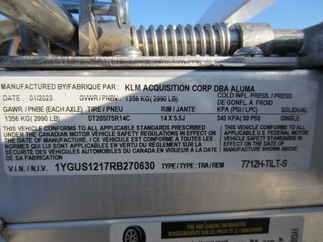 MANUFACTURED BY/FABRIQUE PAR: KLM ACQUISITION CORP DBA ALUMA
DATE: 01/2023 GVWR / PNBV: 1356 KG (2990 LB) COLD INFL. PRESS. / PRESS
DE GONFL. A FROID
GAWR / PNBE (EACH AXLE) TIRE / PNEU RIM / JANTE KPA (PSI / LPC)
1356 KG (2990 LB) ST205/75R14C 14 X 5.5J 345 KPA( 50 PSI) SINGLE
THIS VEHICLE CONFORMS TO ALL APPLICABLE STANDARDS
PRESCRIBED UNDER THE CANADIAN MOTOR VEHICLE SAFETY
REGULATIONS IN EFFECT ON THE DATE OF MANUFACTURE / CE
VEHICULE EST CONFORME A TOUTES LES NORMES QUI LUI SONT
APPLICABLES EN VERTU DU REGLEMENT SUR LA
SECURITE DES VEHICULES AUTOMOBILES DU CANADA EN VIGUEUR A LA DATE
DE SA FABRICATION
THIS VEHICLE CONFORMS TO ALL
APPLICABLE U.S. FEDERAL MOTOR
VEHICLE SAFETY STANDARDS
IN EFFECT ON THE DATE OF
MANUFACTURE SHOWN ABOVE.
V.I.N. / N.I.V. 1YGUS1217RB270630 TYPE / TYPE: TRA/REM 7712H-TILT-S